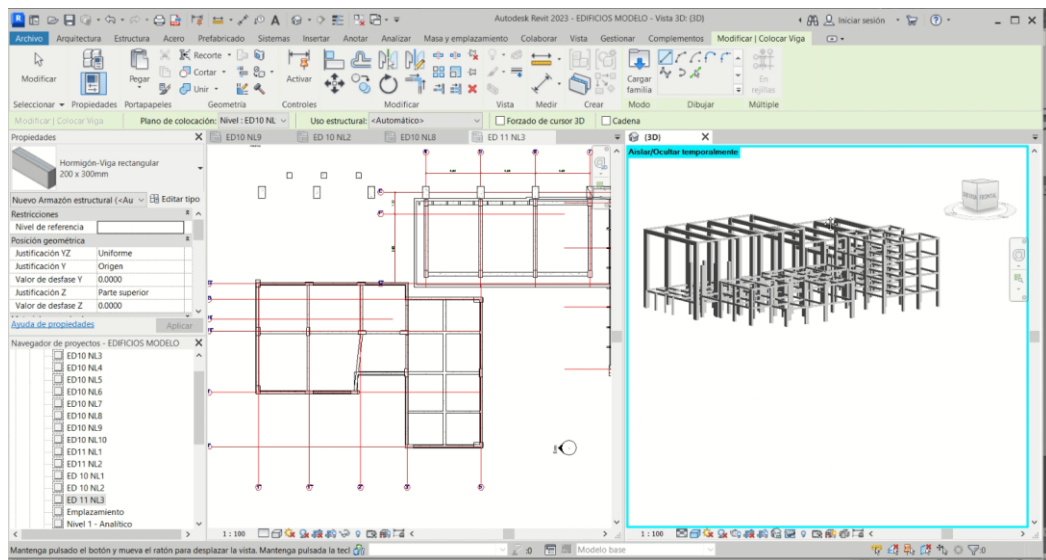 Autodesk Revit 2023 - EDIFICIOS MODELO - Vista 3D: {3D}
Iniciar sesión
Archivo Arquitectura Estructura Acero Prefabricado Sistemas Insertar Anotar Analizar Masa y emplazamiento Colaborar Vista Gestionar Complementos Modificar | Colocar Viga
Modificar
Pegar
Recorte
Cortar
Unir
Activar
Cargar familia
En rejillas
Seleccionar Propiedades Portapapeles Geometría Controles Modificar Vista Medir Crear Modo Dibujar Múltiple
Modificar | Colocar Viga Plano de colocación: Nivel : ED10 NL Uso estructural: <Automático> Forzado de cursor 3D Cadena
Propiedades X
ED10 NL9 ED 10 NL2 ED10 NL8 ED 11 NL3 {3D} X
Aislar/Ocultar temporalmente
Hormigón-Viga rectangular
200 x 300mm
Nuevo Armazón estructural (<Au Editar tipo
Restricciones
Nivel de referencia
Posición geométrica
Justificación YZ Uniforme
Justificación Y Origen
Valor de desfase Y 0.0000
Justificación Z Parte superior
Valor de desfase Z 0.0000
Ayuda de propiedades Aplicar
Navegador de proyectos - EDIFICIOS MODELO X
ED10 NL3
ED10 NL4
ED10 NL5
ED10 NL6
ED10 NL7
ED10 NL8
ED10 NL9
ED10 NL10
ED11 NL1
ED11 NL2
ED 10 NL1
ED 10 NL2
ED 11 NL3
Emplazamiento
Nivel 1 - Analítico
1 : 100
1 : 100
Mantenga pulsado el botón y mueva el ratón para desplazar la vista. Mantenga pulsada la tecl :0 Modelo base :0